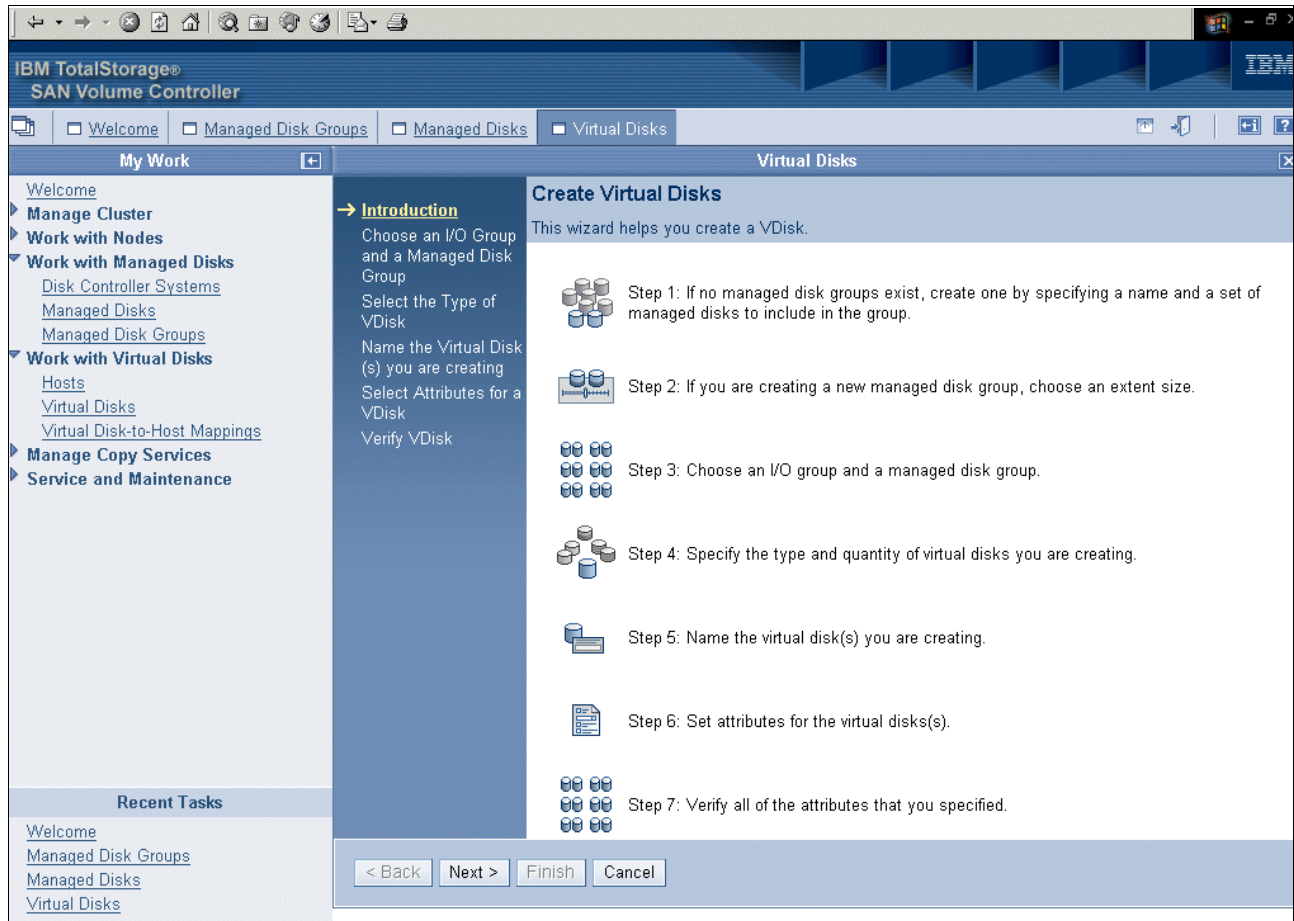 IBM TotalStorage®
SAN Volume Controller
IBM
Welcome
Managed Disk Groups
Managed Disks
Virtual Disks
My Work
Welcome
Manage Cluster
Work with Nodes
Work with Managed Disks
Disk Controller Systems
Managed Disks
Managed Disk Groups
Work with Virtual Disks
Hosts
Virtual Disks
Virtual Disk-to-Host Mappings
Manage Copy Services
Service and Maintenance
Recent Tasks
Welcome
Managed Disk Groups
Managed Disks
Virtual Disks
Virtual Disks
Introduction
Choose an I/O Group
and a Managed Disk
Group
Select the Type of
VDisk
Name the Virtual Disk
(s) you are creating
Select Attributes for a
VDisk
Verify VDisk
Create Virtual Disks
This wizard helps you create a VDisk.
Step 1: If no managed disk groups exist, create one by specifying a name and a set of
managed disks to include in the group.
Step 2: If you are creating a new managed disk group, choose an extent size.
Step 3: Choose an I/O group and a managed disk group.
Step 4: Specify the type and quantity of virtual disks you are creating.
Step 5: Name the virtual disk(s) you are creating.
Step 6: Set attributes for the virtual disks(s).
Step 7: Verify all of the attributes that you specified.
< Back
Next >
Finish
Cancel